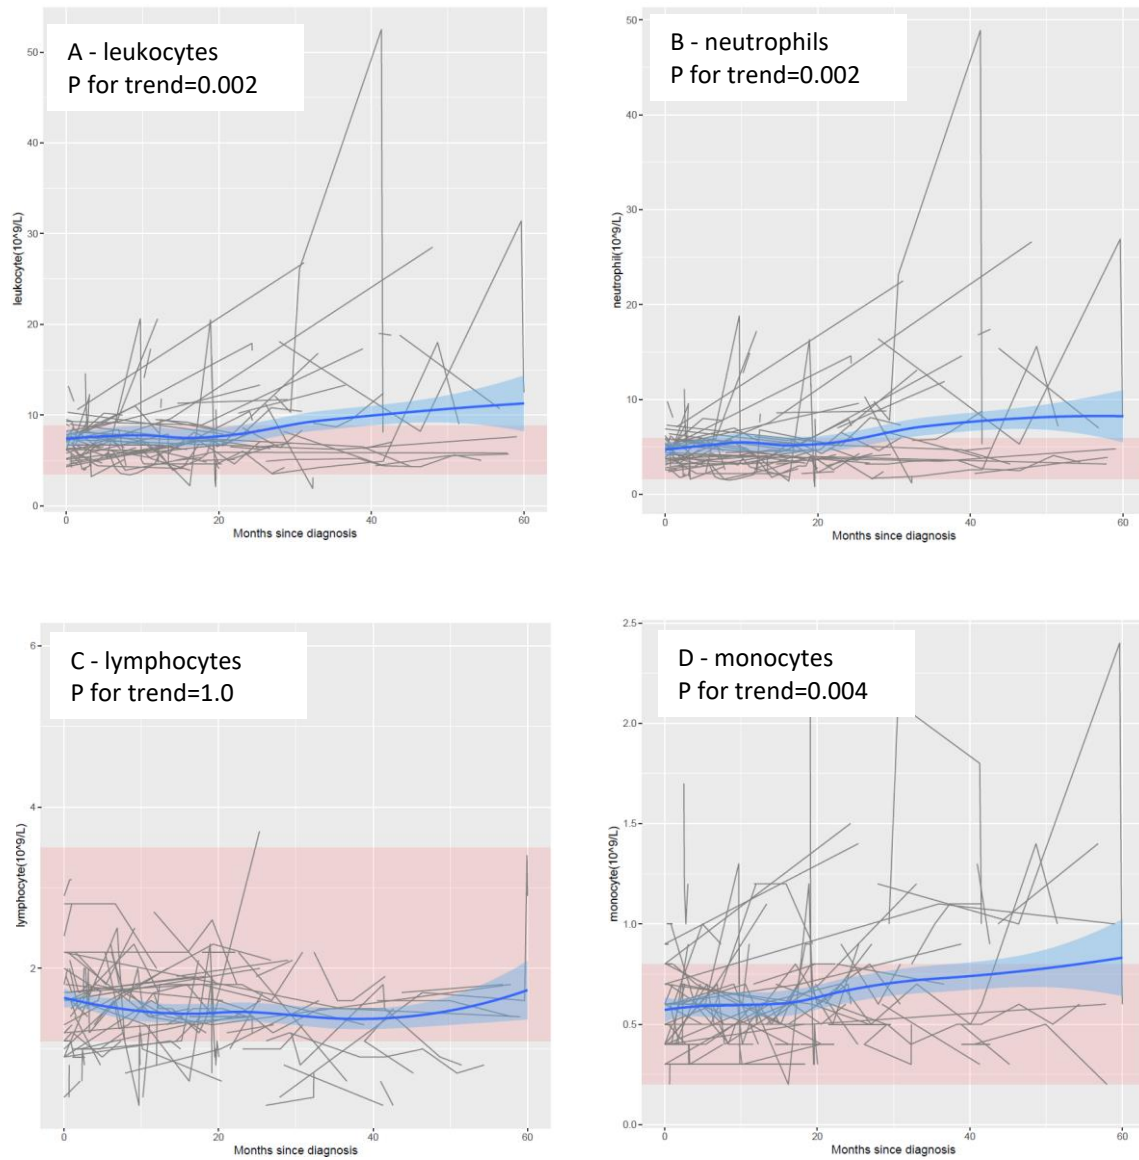 A - leukocytes
P for trend=0.002
50
40
30
20
10
0
leukocyte(10^9/L)
0 20 40 60
Months since diagnosis
B - neutrophils
P for trend=0.002
50
40
30
20
10
0
neutrophil(10^9/L)
0 20 40 60
Months since diagnosis
C - lymphocytes
P for trend=1.0
6
4
2
lymphocyte(10^9/L)
0 20 40 60
Months since diagnosis
D - monocytes
P for trend=0.004
2.5
2.0
1.5
1.0
0.5
0.0
monocyte(10^9/L)
0 20 40 60
Months since diagnosis